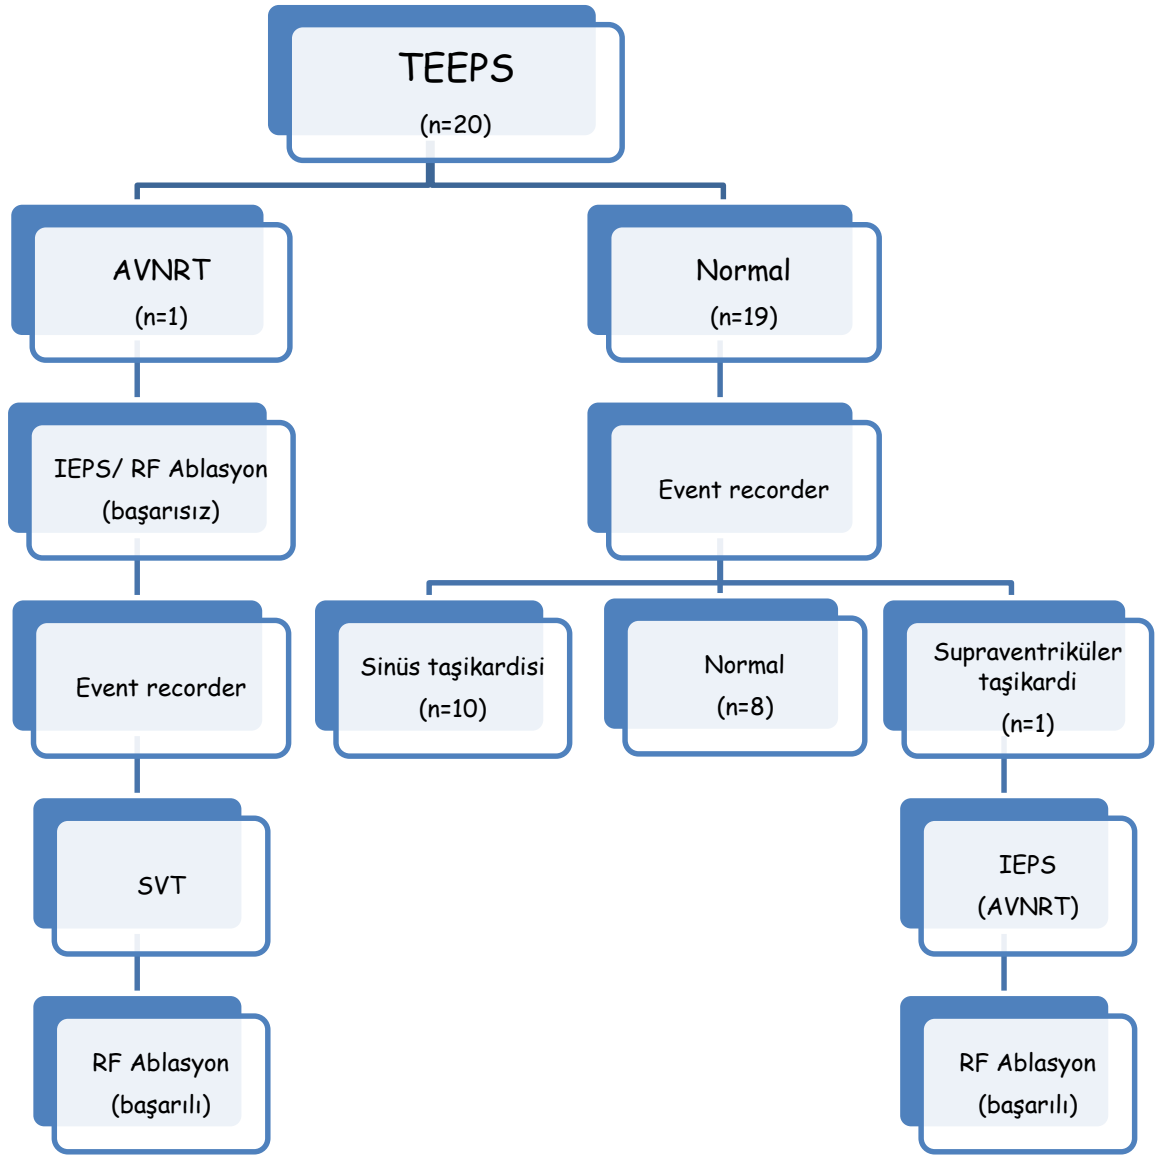 TEEPS
(n=20)
AVNRT
(n=1)
Normal
(n=19)
IEPS/ RF Ablasyon
(başarısız)
Event recorder
Event recorder
Sinüs taşikardisi
(n=10)
Normal
(n=8)
Supraventriküler
taşikardi
(n=1)
SVT
IEPS
(AVNRT)
RF Ablasyon
(başarılı)
RF Ablasyon
(başarılı)